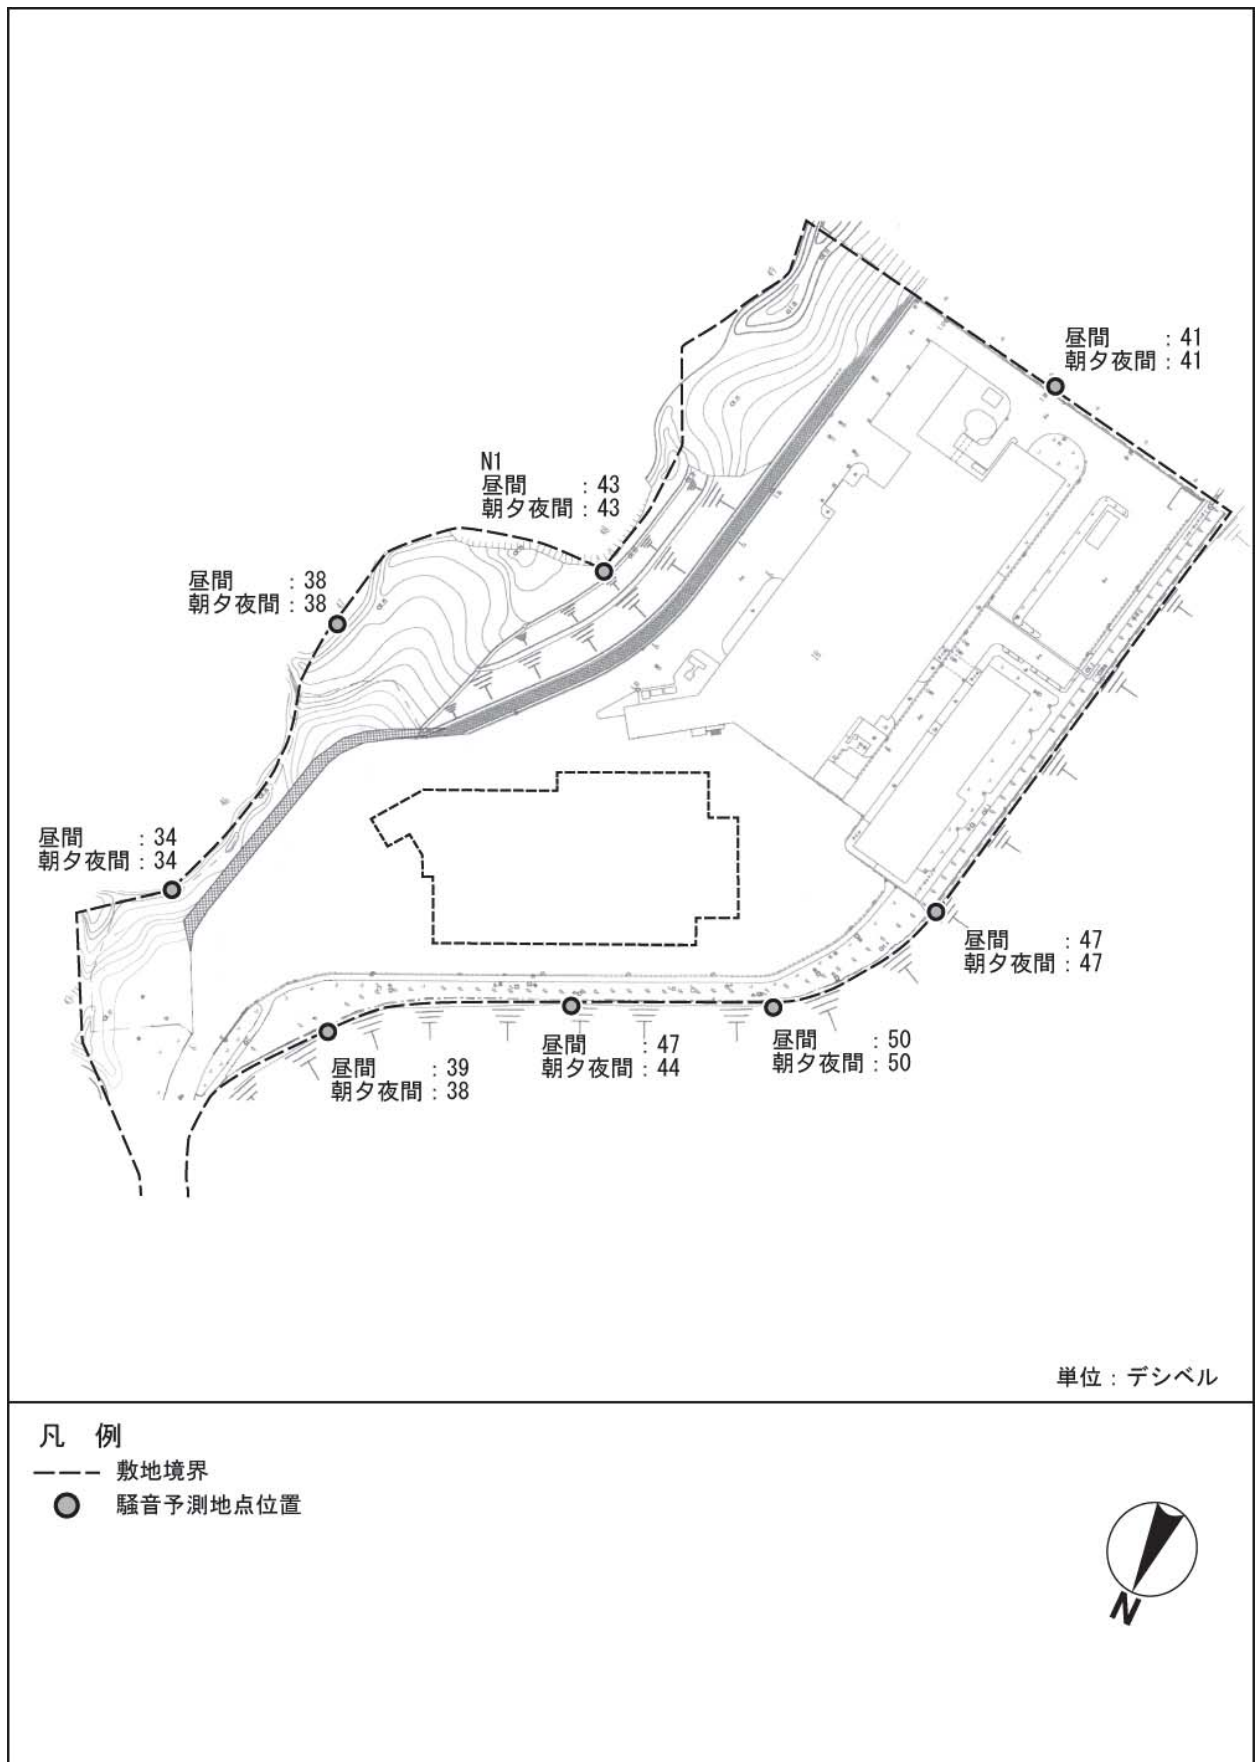 昼間 : 41
朝夕夜間 : 41
N1
昼間 : 43
朝夕夜間 : 43
昼間 : 38
朝夕夜間 : 38
昼間 : 34
朝夕夜間 : 34
昼間 : 47
朝夕夜間 : 47
昼間 : 50
朝夕夜間 : 50
昼間 : 47
朝夕夜間 : 44
昼間 : 39
朝夕夜間 : 38
単位：デシベル
凡 例
敷地境界
騒音予測地点位置
N